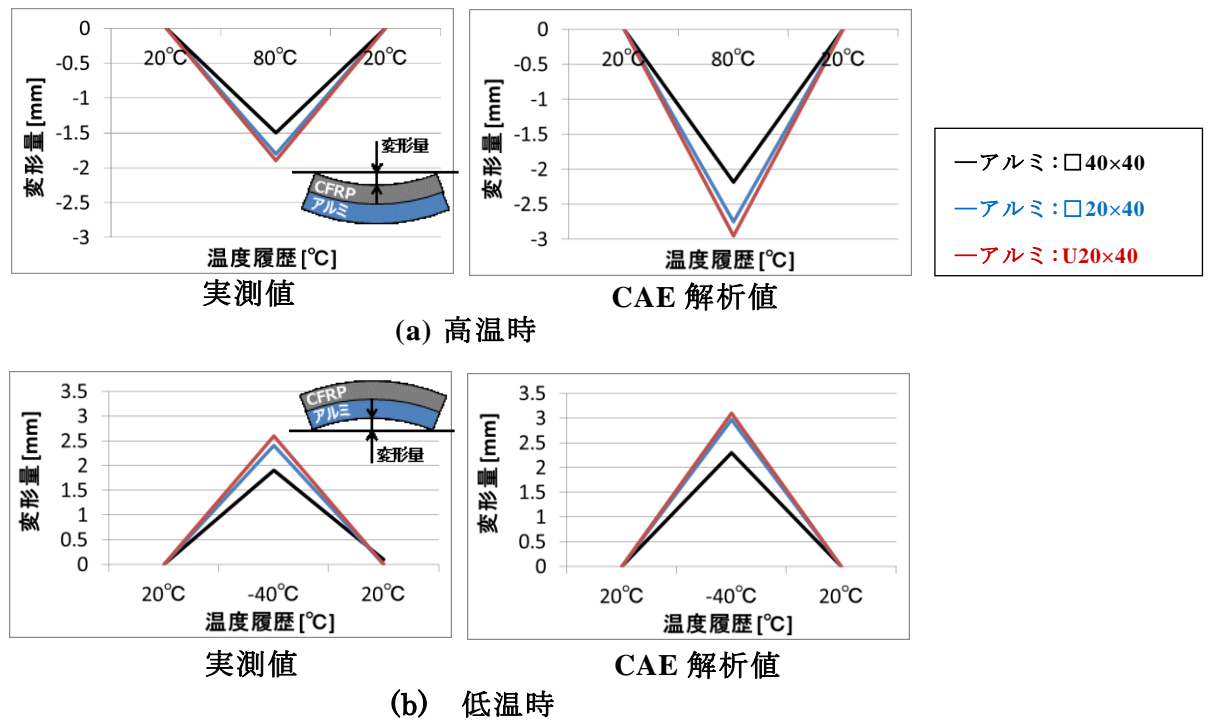 0
-0.5
-1
-1.5
-2
-2.5
-3
変形量[mm]
20℃
80℃
20℃
変形量
CFRP
アルミ
温度履歴[℃]
実測値
0
-0.5
-1
-1.5
-2
-2.5
-3
変形量[mm]
20℃
80℃
20℃
温度履歴[℃]
CAE 解析値
アルミ:□40×40
アルミ:□20×40
アルミ:U20×40
(a) 高温時
3.5
3
2.5
2
1.5
1
0.5
0
変形量[mm]
CFRP
アルミ
変形量
20℃
-40℃
20℃
温度履歴[℃]
実測値
3.5
3
2.5
2
1.5
1
0.5
0
変形量[mm]
20℃
-40℃
20℃
温度履歴[℃]
CAE 解析値
(b) 低温時